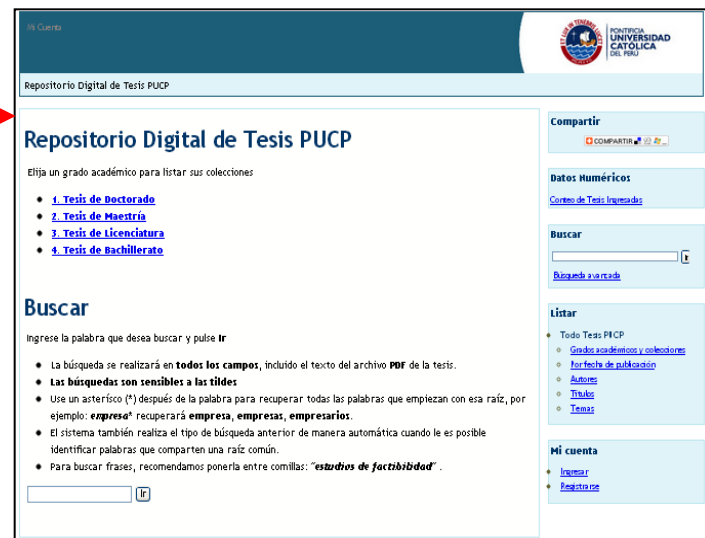 Mi Cuenta
PONTIFICIA
UNIVERSIDAD
CATÓLICA
DEL PERÚ
Repositorio Digital de Tesis PUCP
Repositorio Digital de Tesis PUCP
Elija un grado académico para listar sus colecciones
1. Tesis de Doctorado
2. Tesis de Maestría
3. Tesis de Licenciatura
4. Tesis de Bachillerato
Buscar
Ingrese la palabra que desea buscar y pulse Ir
La búsqueda se realizará en todos los campos, incluido el texto del archivo PDF de la tesis.
Las búsquedas son sensibles a las tildes
Use un asterísco (*) después de la palabra para recuperar todas las palabras que empiezan con esa raíz, por
ejemplo: empresa* recuperará empresa, empresas, empresarios.
El sistema también realiza el tipo de búsqueda anterior de manera automática cuando le es posible
identificar palabras que comparten una raíz común.
Para buscar frases, recomendamos ponerla entre comillas: "estudios de factibilidad" .
Ir
Compartir
COMPARTIR
Datos Numéricos
Conteo de Tesis Ingresadas
Buscar
Búsqueda avanzada
Listar
Todo Tesis PUCP
Grados académicos y colecciones
Por fecha de publicación
Autores
Títulos
Temas
Mi cuenta
Ingresar
Registrarse